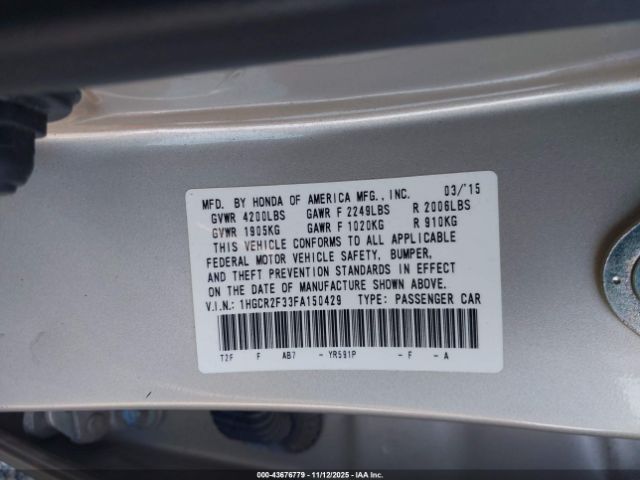 MFD. BY HONDA OF AMERICA MFG., INC. 03/'15
GVWR 4200LBS GAWR F 2249LBS R 2006LBS
GVWR 1905KG GAWR F 1020KG R 910KG
THIS VEHICLE CONFORMS TO ALL APPLICABLE
FEDERAL MOTOR VEHICLE SAFETY, BUMPER,
AND THEFT PREVENTION STANDARDS IN EFFECT
ON THE DATE OF MANUFACTURE SHOWN ABOVE.
V.I.N.: 1HGCR2F33FA150429 TYPE: PASSENGER CAR
T2F F AB7 - YR591P - F - A
000-43676779 - 11/12/2025 - IAA Inc.